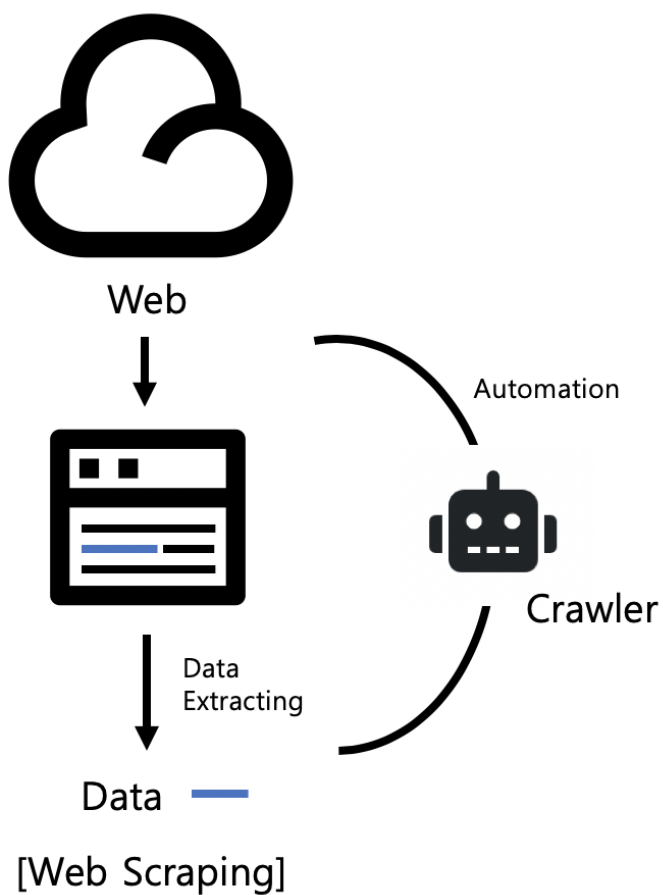 Web
Automation
Crawler
Data
Extracting
Data
[Web Scraping]